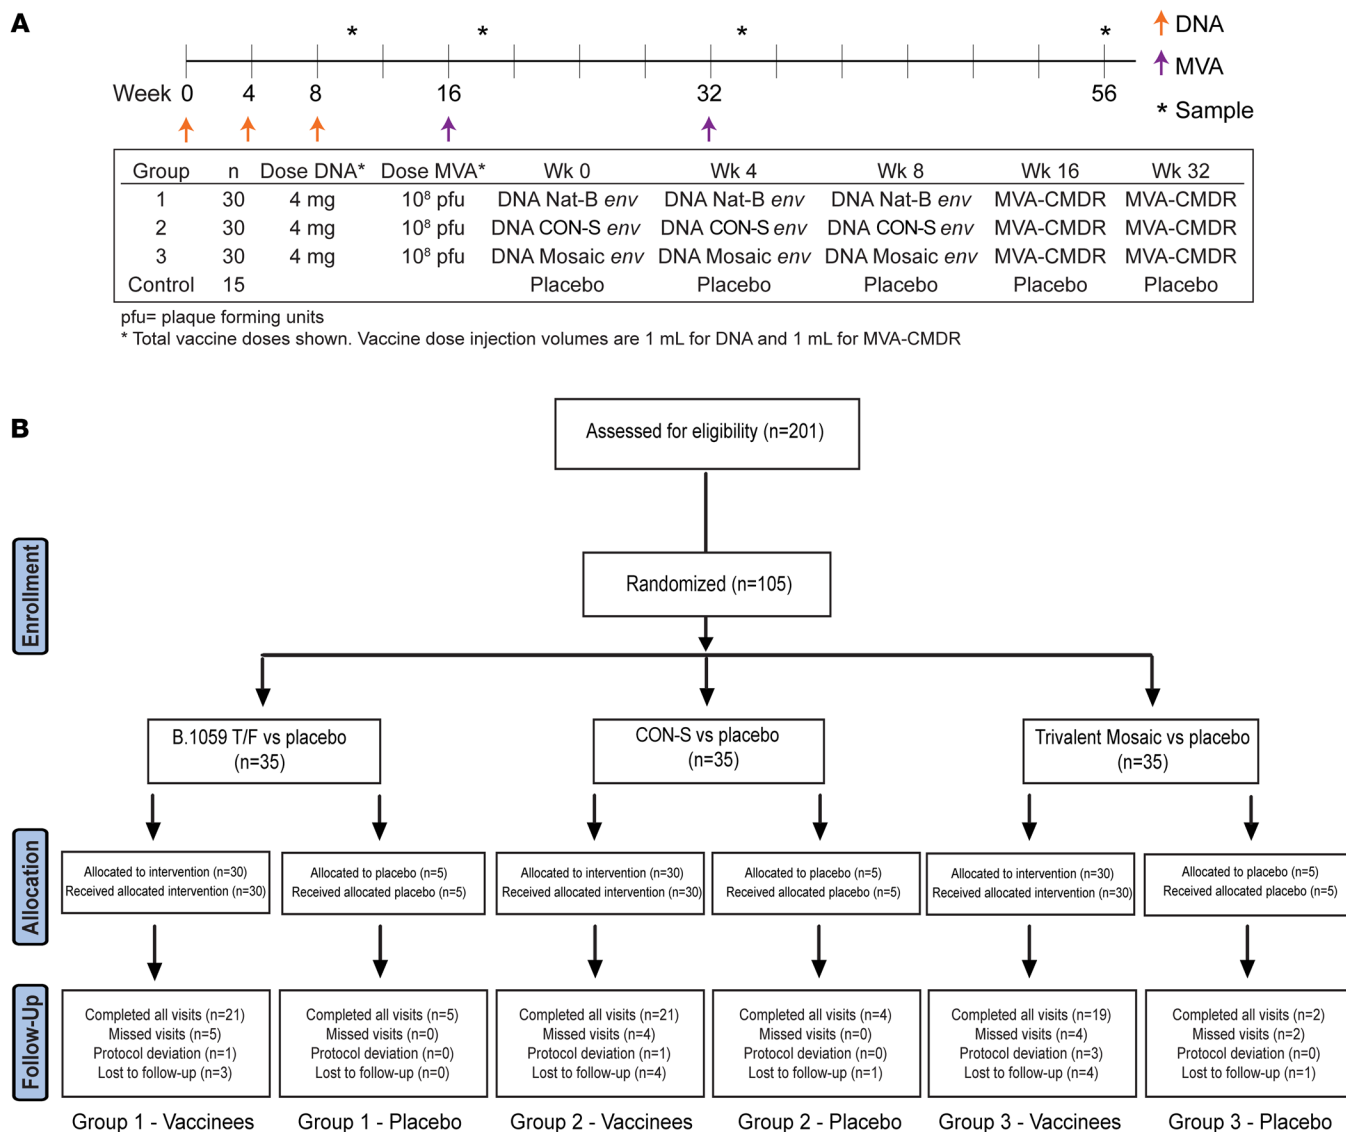 A
* * * *
DNA
MVA
* Sample
Week 0 4 8 16 32 56
Group n Dose DNA* Dose MVA* Wk 0 Wk 4 Wk 8 Wk 16 Wk 32
1 30 4 mg 10⁸ pfu DNA Nat-B env DNA Nat-B env DNA Nat-B env MVA-CMDR MVA-CMDR
2 30 4 mg 10⁸ pfu DNA CON-S env DNA CON-S env DNA CON-S env MVA-CMDR MVA-CMDR
3 30 4 mg 10⁸ pfu DNA Mosaic env DNA Mosaic env DNA Mosaic env MVA-CMDR MVA-CMDR
Control 15 Placebo Placebo Placebo Placebo Placebo
pfu= plaque forming units
* Total vaccine doses shown. Vaccine dose injection volumes are 1 mL for DNA and 1 mL for MVA-CMDR
B
Assessed for eligibility (n=201)
Enrollment
Randomized (n=105)
B.1059 T/F vs placebo
(n=35)
CON-S vs placebo
(n=35)
Trivalent Mosaic vs placebo
(n=35)
Allocation
Allocated to intervention (n=30)
Received allocated intervention (n=30)
Allocated to placebo (n=5)
Received allocated placebo (n=5)
Allocated to intervention (n=30)
Received allocated intervention (n=30)
Allocated to placebo (n=5)
Received allocated placebo (n=5)
Allocated to intervention (n=30)
Received allocated intervention (n=30)
Allocated to placebo (n=5)
Received allocated placebo (n=5)
Follow-Up
Completed all visits (n=21)
Missed visits (n=5)
Protocol deviation (n=1)
Lost to follow-up (n=3)
Completed all visits (n=5)
Missed visits (n=0)
Protocol deviation (n=0)
Lost to follow-up (n=0)
Completed all visits (n=21)
Missed visits (n=4)
Protocol deviation (n=1)
Lost to follow-up (n=4)
Completed all visits (n=4)
Missed visits (n=0)
Protocol deviation (n=0)
Lost to follow-up (n=1)
Completed all visits (n=19)
Missed visits (n=4)
Protocol deviation (n=3)
Lost to follow-up (n=4)
Completed all visits (n=2)
Missed visits (n=2)
Protocol deviation (n=0)
Lost to follow-up (n=1)
Group 1 - Vaccinees
Group 1 - Placebo
Group 2 - Vaccinees
Group 2 - Placebo
Group 3 - Vaccinees
Group 3 - Placebo